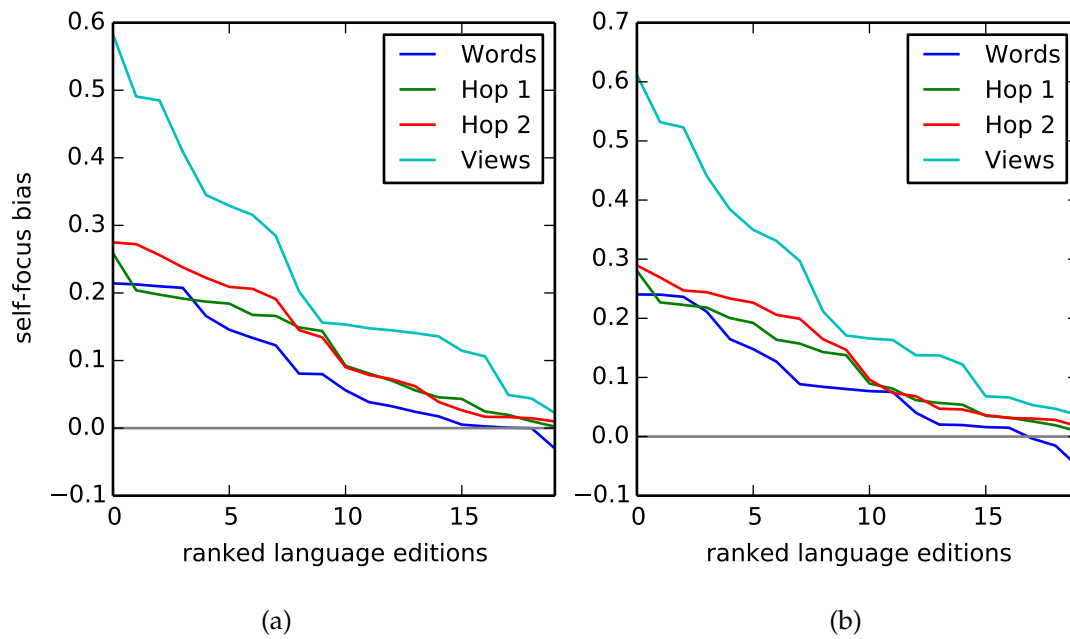 0.6
0.5
0.4
0.3
0.2
0.1
0.0
−0.1
self-focus bias
Words
Hop 1
Hop 2
Views
0
5
10
15
ranked language editions
(a)
0.7
0.6
0.5
0.4
0.3
0.2
0.1
0.0
−0.1
Words
Hop 1
Hop 2
Views
0
5
10
15
ranked language editions
(b)